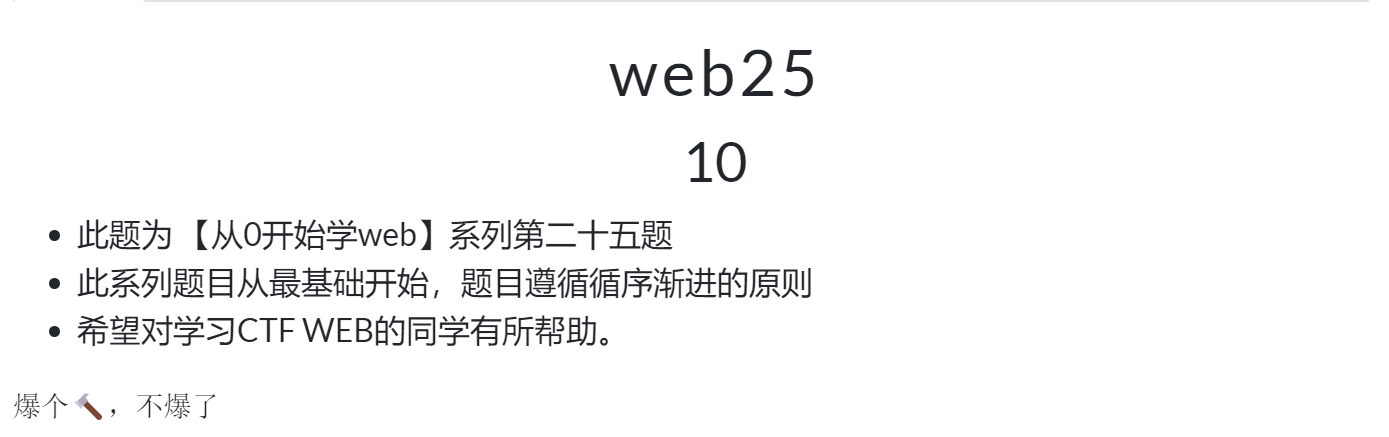 web25
10
此题为 【从0开始学web】系列第二十五题
此系列题目从最基础开始，题目遵循循序渐进的原则
希望对学习CTF WEB的同学有所帮助。
爆个🔨，不爆了